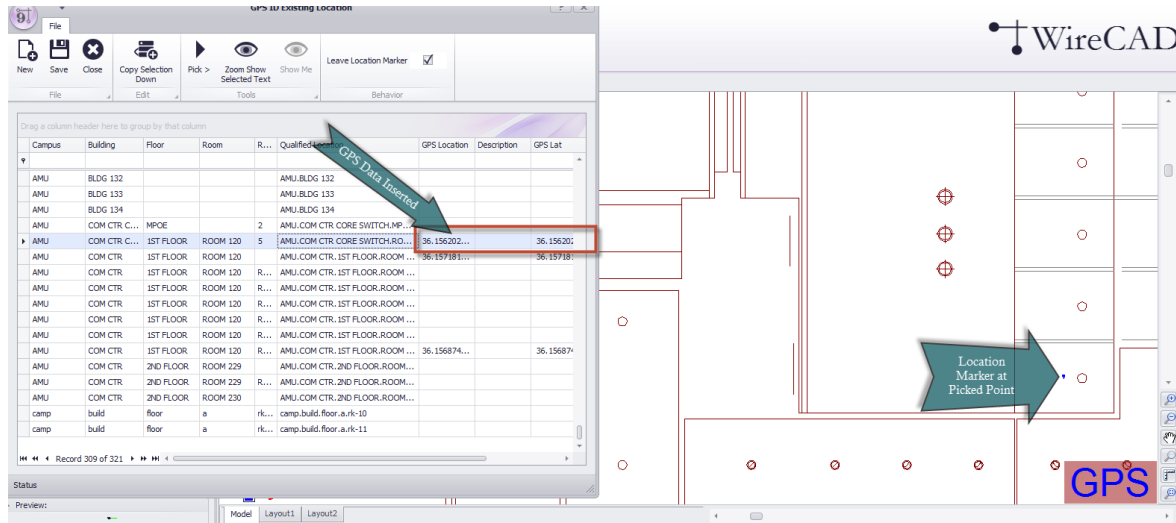 GPS ID Existing Location
File
New Save Close Copy Selection Down Pick > Zoom Show Selected Text Show Me Leave Location Marker
File Edit Tools Behavior
WireCAD
Drag a column header here to group by that column
Campus Building Floor Room R... Qualified Location GPS Location Description GPS Lat
GPS Data Inserted
AMU BLDG 132 AMU.BLDG 132
AMU BLDG 133 AMU.BLDG 133
AMU BLDG 134 AMU.BLDG 134
AMU COM CTR C... MPOE 2 AMU.COM CTR CORE SWITCH.MP...
AMU COM CTR C... 1ST FLOOR ROOM 120 5 AMU.COM CTR CORE SWITCH.RO... 36.156202... 36.156202
AMU COM CTR 1ST FLOOR ROOM 120 AMU.COM CTR.1ST FLOOR.ROOM ... 36.157181... 36.15718
AMU COM CTR 1ST FLOOR ROOM 120 R... AMU.COM CTR.1ST FLOOR.ROOM ...
AMU COM CTR 1ST FLOOR ROOM 120 R... AMU.COM CTR.1ST FLOOR.ROOM ...
AMU COM CTR 1ST FLOOR ROOM 120 R... AMU.COM CTR.1ST FLOOR.ROOM ...
AMU COM CTR 1ST FLOOR ROOM 120 R... AMU.COM CTR.1ST FLOOR.ROOM ...
AMU COM CTR 1ST FLOOR ROOM 120 R... AMU.COM CTR.1ST FLOOR.ROOM ...
AMU COM CTR 1ST FLOOR ROOM 120 R... AMU.COM CTR.1ST FLOOR.ROOM ... 36.156874... 36.156874
AMU COM CTR 2ND FLOOR ROOM 229 AMU.COM CTR.2ND FLOOR.ROOM...
AMU COM CTR 2ND FLOOR ROOM 229 R... AMU.COM CTR.2ND FLOOR.ROOM...
AMU COM CTR 2ND FLOOR ROOM 230 AMU.COM CTR.2ND FLOOR.ROOM...
camp build floor a rk... camp.build.floor.a.rk-10
camp build floor a rk... camp.build.floor.a.rk-11
Record 309 of 321
Status
Preview:
Model Layout1 Layout2
Location
Marker at
Picked Point
GPS